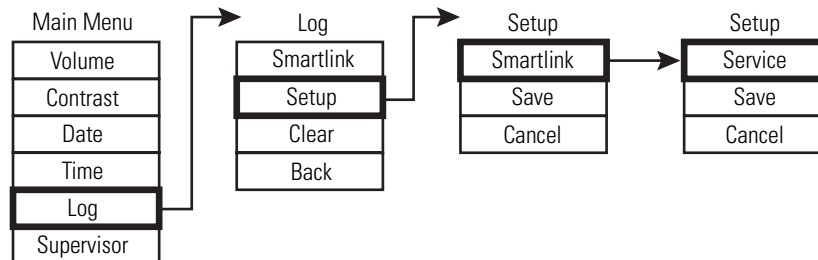 Main Menu
Volume
Contrast
Date
Time
Log
Supervisor
Log
Smartlink
Setup
Clear
Back
Setup
Smartlink
Save
Cancel
Setup
Service
Save
Cancel